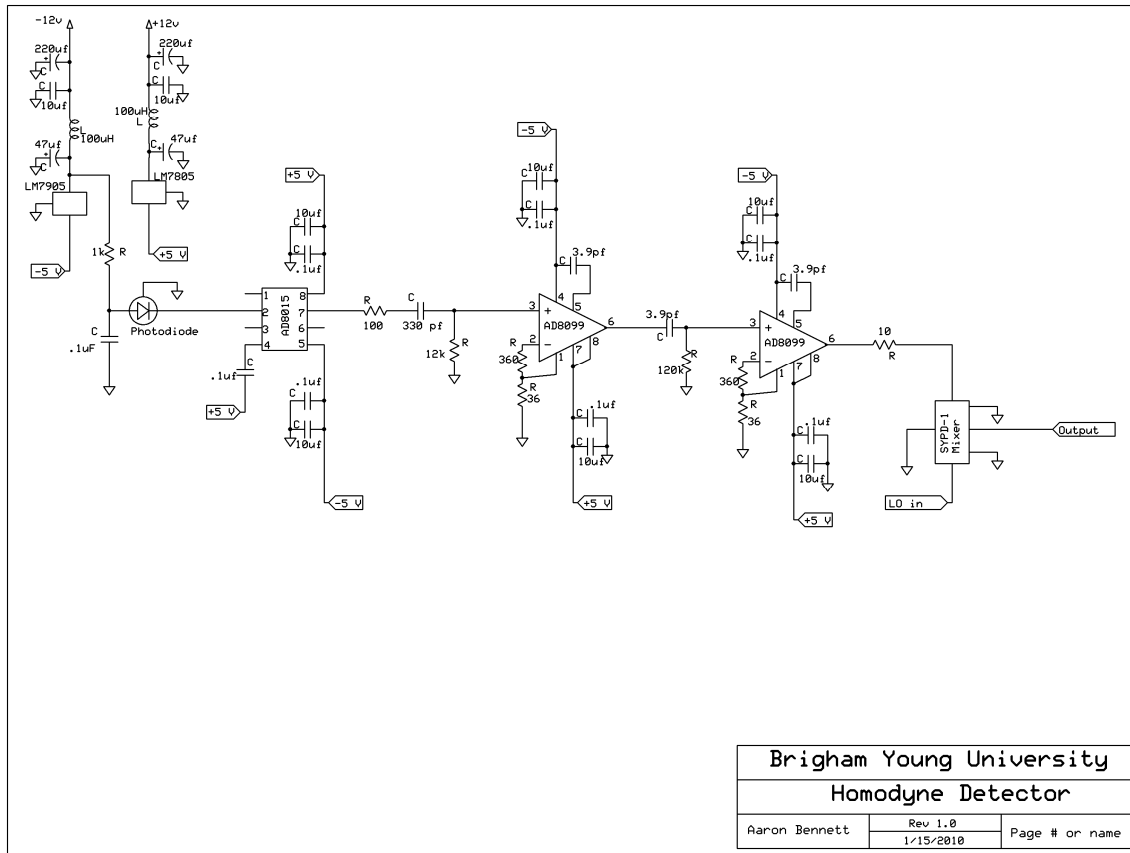 -12v
+12v
220uf
+
C
C
10uf
L
100uH
47uf
+
C
LM7905
-5 V
220uf
+
C
C
10uf
100uH
L
C+
47uf
LM7805
+5 V
1k
R
C
.1uF
Photodiode
+5 V
10uf
C
C
.1uf
1
2
3
4
AD8015
8
7
6
5
.1uf
C
+5 V
.1uf
C
C
10uf
-5 V
R
100
C
330 pf
R
12k
-5 V
10uf
C
C
.1uf
3.9pf
C
3
+
4
5
AD8099
6
2
-
1
7
8
R
360
R
36
C
.1uf
C
10uf
+5 V
3.9pf
C
R
120k
-5 V
10uf
C
C
.1uf
3.9pf
C
3
+
4
5
AD8099
6
2
-
1
7
8
R
360
R
36
C
.1uf
C
10uf
+5 V
10
R
SYPD-1
Mixer
Output
LO in
Brigham Young University
Homodyne Detector
Aaron Bennett
Rev 1.0
1/15/2010
Page # or name